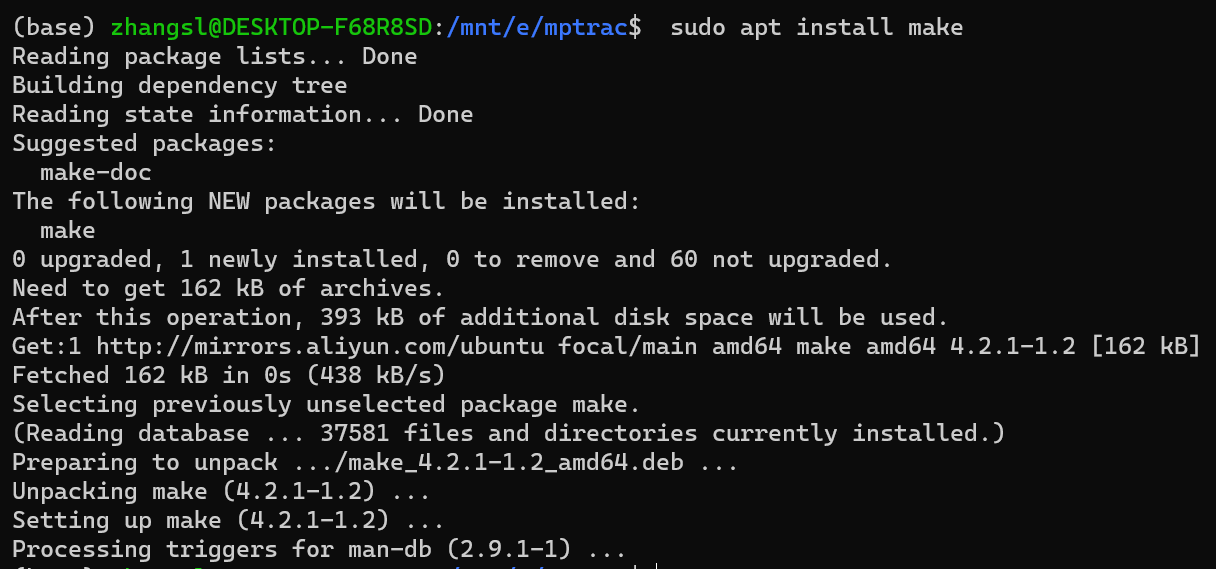 (base) zhangsl@DESKTOP-F68R8SD:/mnt/e/mptrac$  sudo apt install make
Reading package lists... Done
Building dependency tree
Reading state information... Done
Suggested packages:
  make-doc
The following NEW packages will be installed:
  make
0 upgraded, 1 newly installed, 0 to remove and 60 not upgraded.
Need to get 162 kB of archives.
After this operation, 393 kB of additional disk space will be used.
Get:1 http://mirrors.aliyun.com/ubuntu focal/main amd64 make amd64 4.2.1-1.2 [162 kB]
Fetched 162 kB in 0s (438 kB/s)
Selecting previously unselected package make.
(Reading database ... 37581 files and directories currently installed.)
Preparing to unpack .../make_4.2.1-1.2_amd64.deb ...
Unpacking make (4.2.1-1.2) ...
Setting up make (4.2.1-1.2) ...
Processing triggers for man-db (2.9.1-1) ...